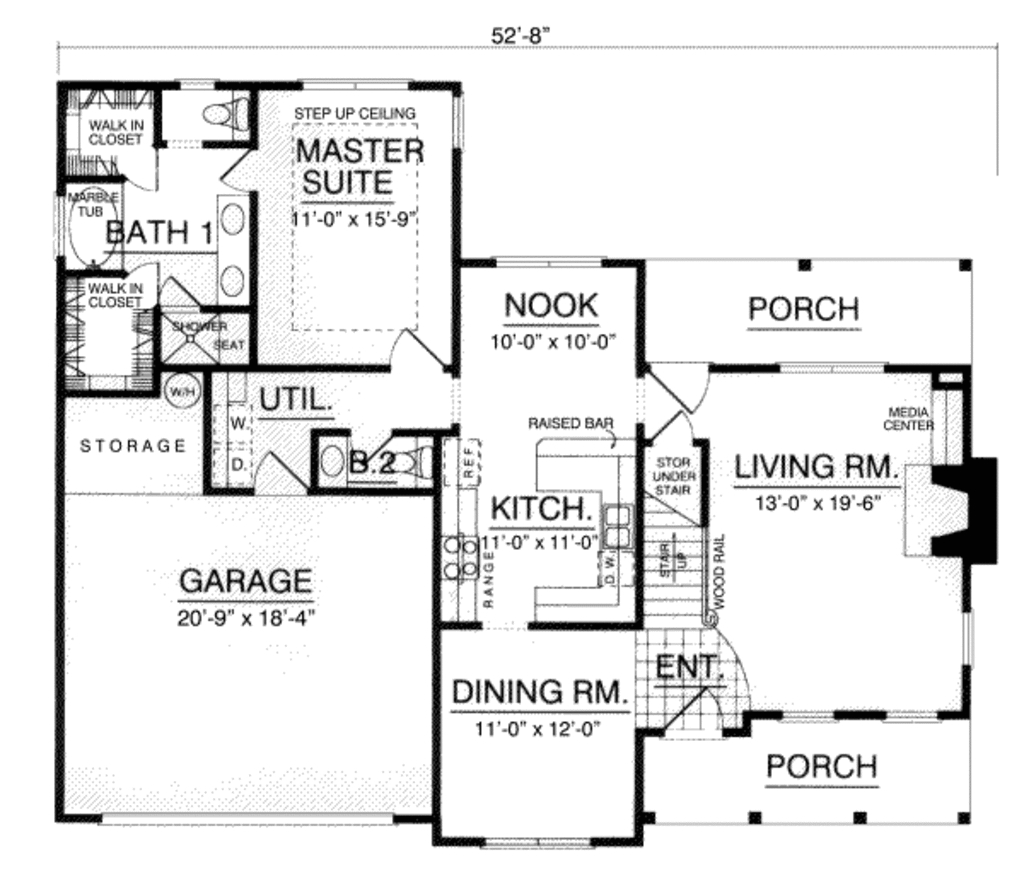 52'-8"
WALK IN
CLOSET
STEP UP CEILING
MASTER
SUITE
11'-0" x 15'-9"
MARBLE
TUB
BATH 1
WALK IN
CLOSET
SHOWER
SEAT
NOOK
10'-0" x 10'-0"
PORCH
W/H
UTIL.
W.
D.
STORAGE
B.2
REF
RAISED BAR
KITCH.
11'-0" x 11'-0"
RANGE
D.W.
STOR
UNDER
STAIR
STAIR
UP
WOOD RAIL
MEDIA
CENTER
LIVING RM.
13'-0" x 19'-6"
GARAGE
20'-9" x 18'-4"
ENT.
DINING RM.
11'-0" x 12'-0"
PORCH